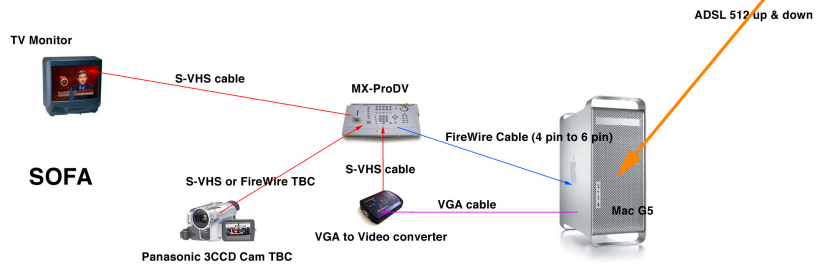 ADSL 512 up & down
TV Monitor
S-VHS cable
MX-ProDV
FireWire Cable (4 pin to 6 pin)
S-VHS cable
SOFA
S-VHS or FireWire TBC
VGA cable
Mac G5
VGA to Video converter
Panasonic 3CCD Cam TBC